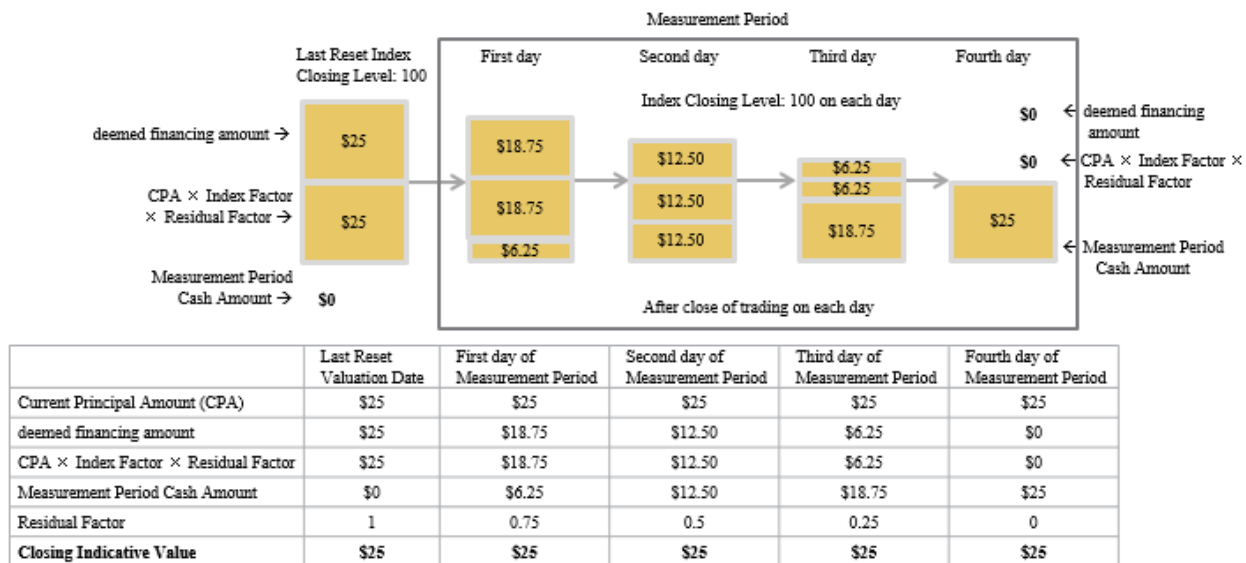 Measurement Period
Last Reset Index
Closing Level: 100
First day
Second day
Third day
Fourth day
Index Closing Level: 100 on each day
deemed financing amount →
$25
$18.75
$12.50
$6.25
$0
← deemed financing
amount
CPA × Index Factor
× Residual Factor →
$25
$18.75
$12.50
$6.25
$0
← CPA × Index Factor ×
Residual Factor
Measurement Period
Cash Amount →
$0
$6.25
$12.50
$18.75
$25
← Measurement Period
Cash Amount
After close of trading on each day
Last Reset
Valuation Date
First day of
Measurement Period
Second day of
Measurement Period
Third day of
Measurement Period
Fourth day of
Measurement Period
Current Principal Amount (CPA) $25 $25 $25 $25 $25
deemed financing amount $25 $18.75 $12.50 $6.25 $0
CPA × Index Factor × Residual Factor $25 $18.75 $12.50 $6.25 $0
Measurement Period Cash Amount $0 $6.25 $12.50 $18.75 $25
Residual Factor 1 0.75 0.5 0.25 0
Closing Indicative Value $25 $25 $25 $25 $25